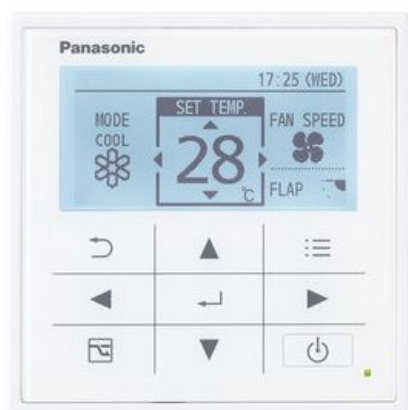 Panasonic
17:25 (WED)
MODE
COOL
SET TEMP.
28
°C
FAN SPEED
FLAP